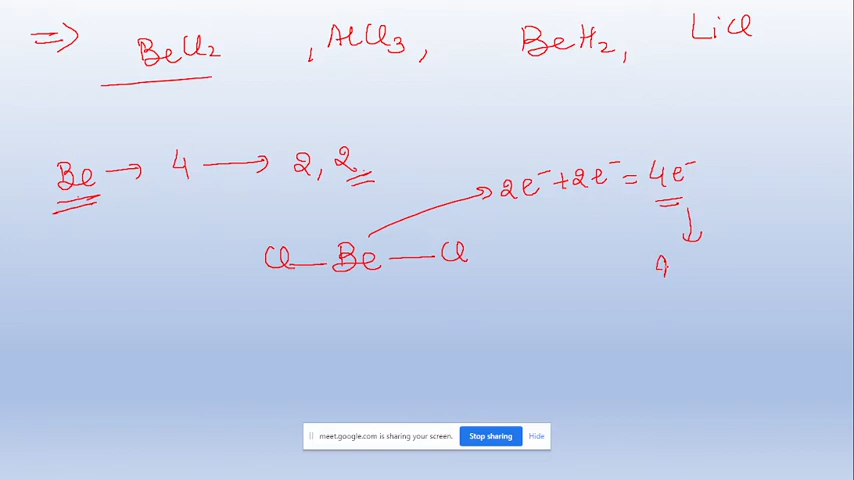 ⇒ BeCl2 , AlCl3, BeH2, LiCl
Be → 4 → 2, 2
2e⁻+2e⁻ = 4e⁻
Cl — Be — Cl
meet.google.com is sharing your screen. Stop sharing Hide